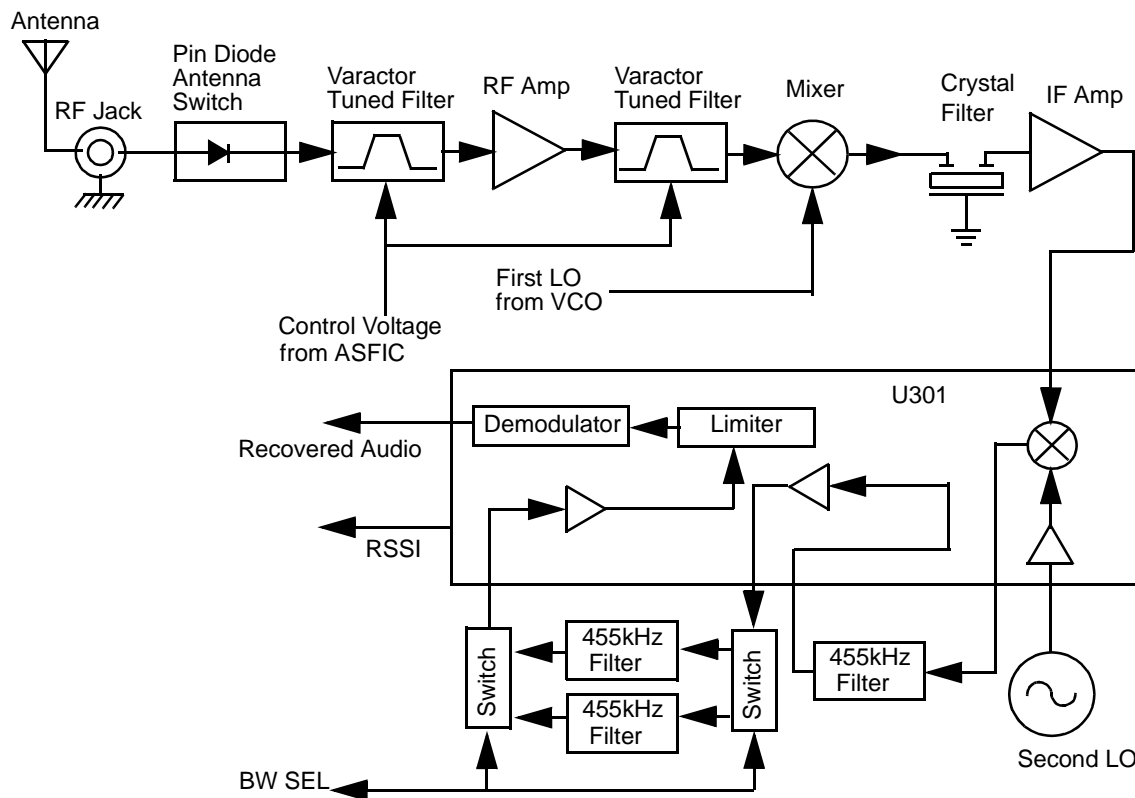 Antenna
RF Jack
Pin Diode
Antenna
Switch
Varactor
Tuned Filter
RF Amp
Varactor
Tuned Filter
Mixer
Crystal
Filter
IF Amp
First LO
from VCO
Control Voltage
from ASFIC
U301
Demodulator
Limiter
Recovered Audio
RSSI
Switch
455kHz
Filter
455kHz
Filter
Switch
455kHz
Filter
Second LO
BW SEL